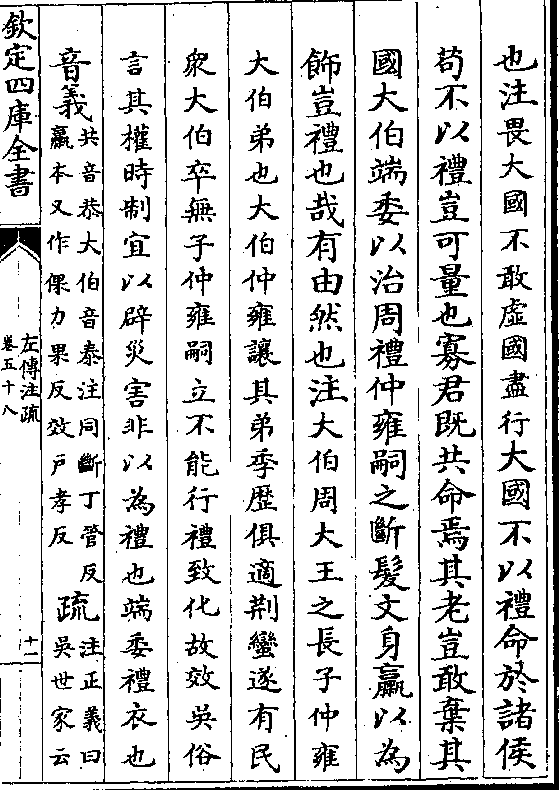 也注畏大國不敢虛國盡行大國不以禮命於諸侯
苟不以禮豈可量也寡君既共命焉其老豈敢棄其
國大伯端委以治周禮仲雍嗣之斷髮文身臝以為
飾豈禮也哉有由然也注大伯周大王之長子仲雍
大伯弟也大伯仲雍讓其弟季歷俱適荆蠻遂有民
衆大伯卒無子仲雍嗣立不能行禮致化故效吳俗
言其權時制宜以辟災害非以為禮也端委禮衣也
音義共音恭大伯音泰注同斷丁管反
臝本又作倮力果反效戸孝反
疏注正義曰
吳世家云
欽定四庫全書
左傳注疏
卷五十八
十一